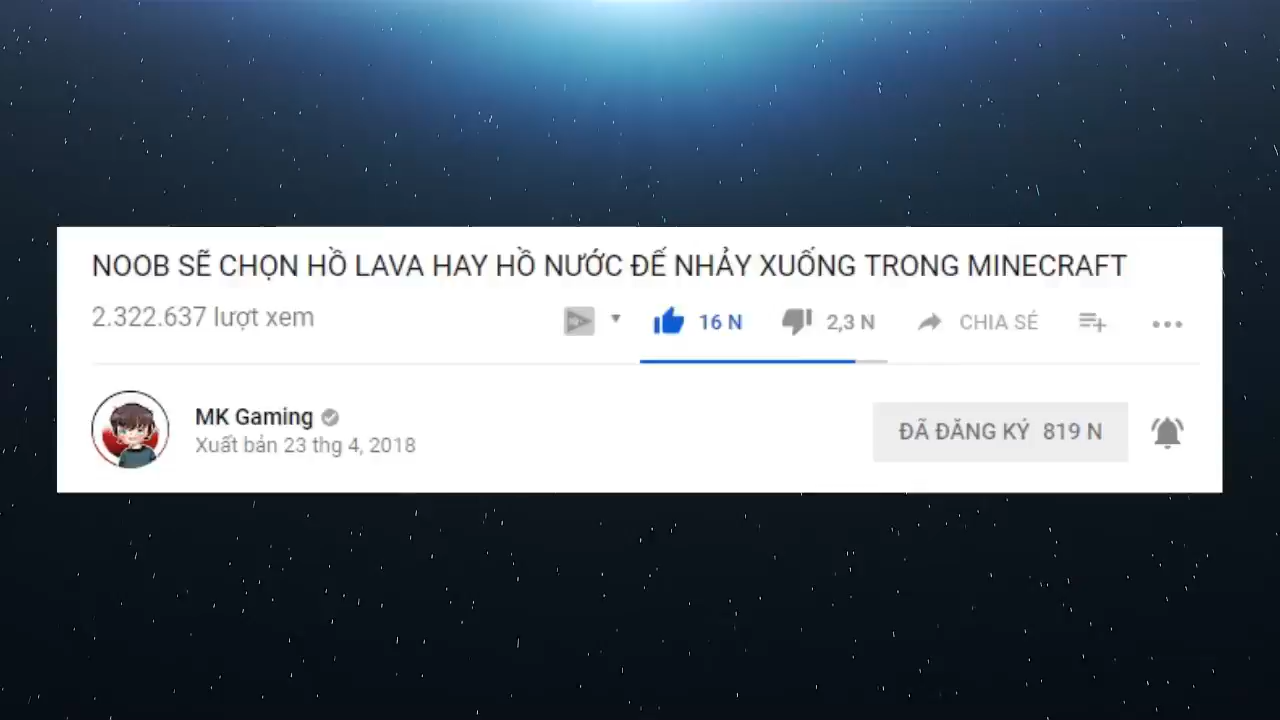 NOOB SẼ CHỌN HỒ LAVA HAY HỒ NƯỚC ĐỂ NHẢY XUỐNG TRONG MINECRAFT
2.322.637 lượt xem
16 N
2,3 N
CHIA SẺ
MK Gaming
Xuất bản 23 thg 4, 2018
ĐÃ ĐĂNG KÝ 819 N